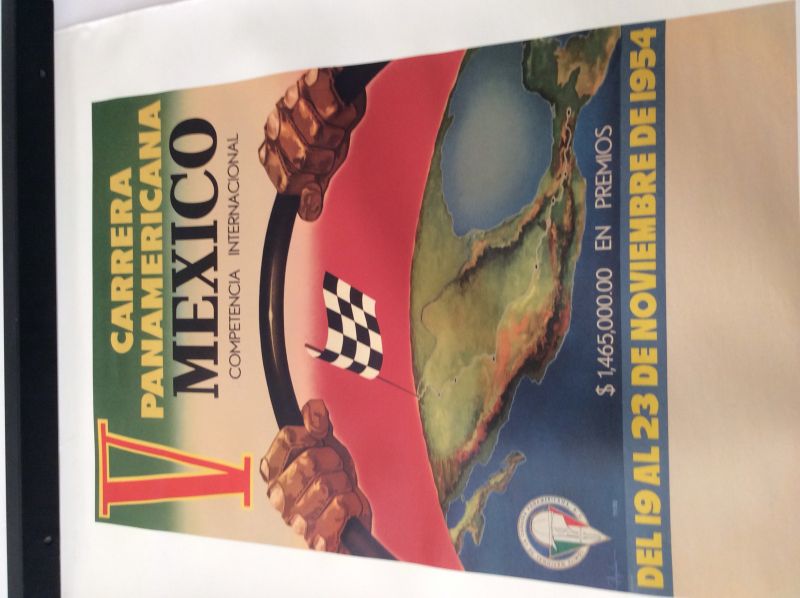 V
CARRERA
PANAMERICANA
MEXICO
COMPETENCIA INTERNACIONAL
$ 1,465,000.00 EN PREMIOS
DEL 19 AL 23 DE NOVIEMBRE DE 1954